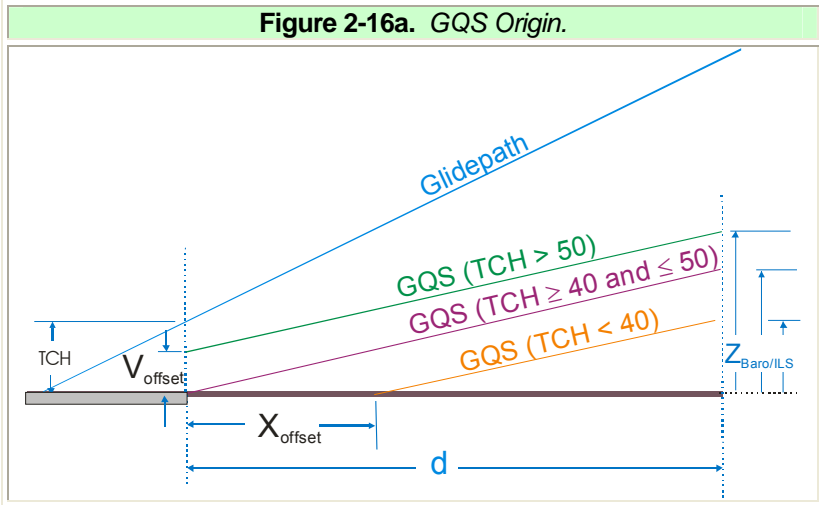 Figure 2-16a. GQS Origin.
Glidepath
GQS (TCH > 50)
GQS (TCH ≥ 40 and ≤ 50)
GQS (TCH < 40)
TCH
Voffset
ZBaro/ILS
Xoffset
d